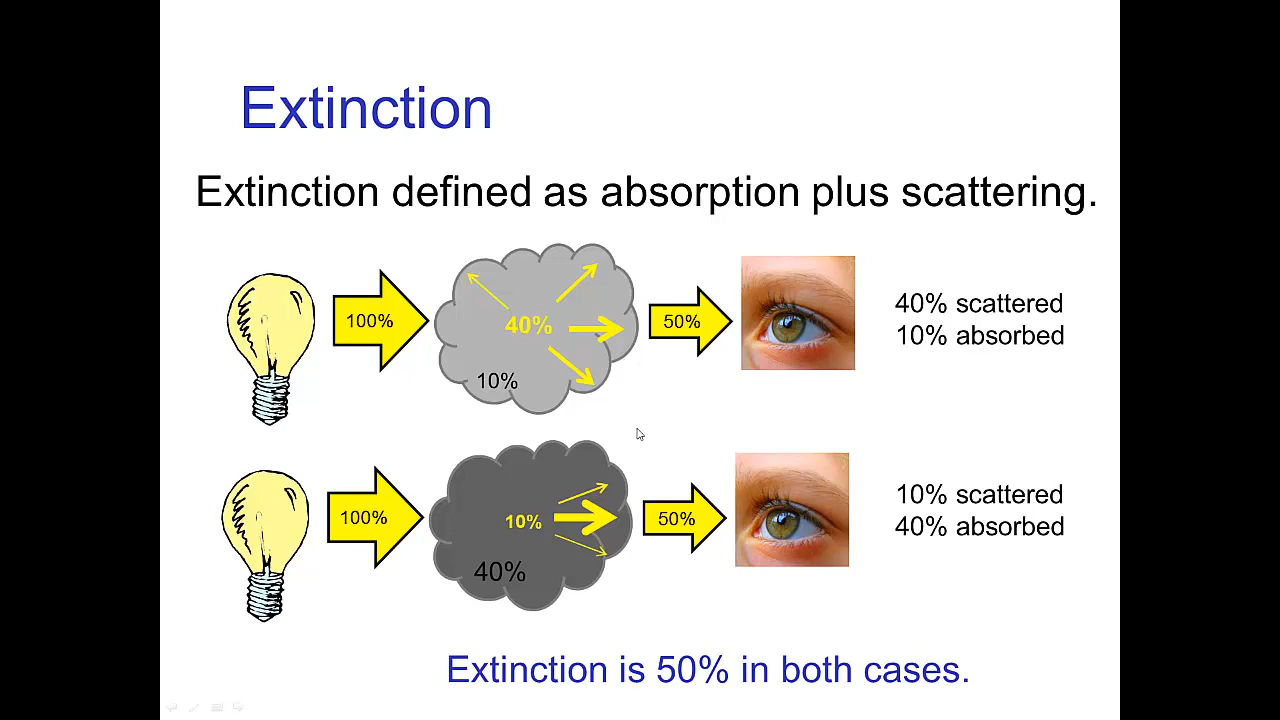 Extinction
Extinction defined as absorption plus scattering.
100%
40%
10%
50%
40% scattered
10% absorbed
100%
10%
40%
50%
10% scattered
40% absorbed
Extinction is 50% in both cases.